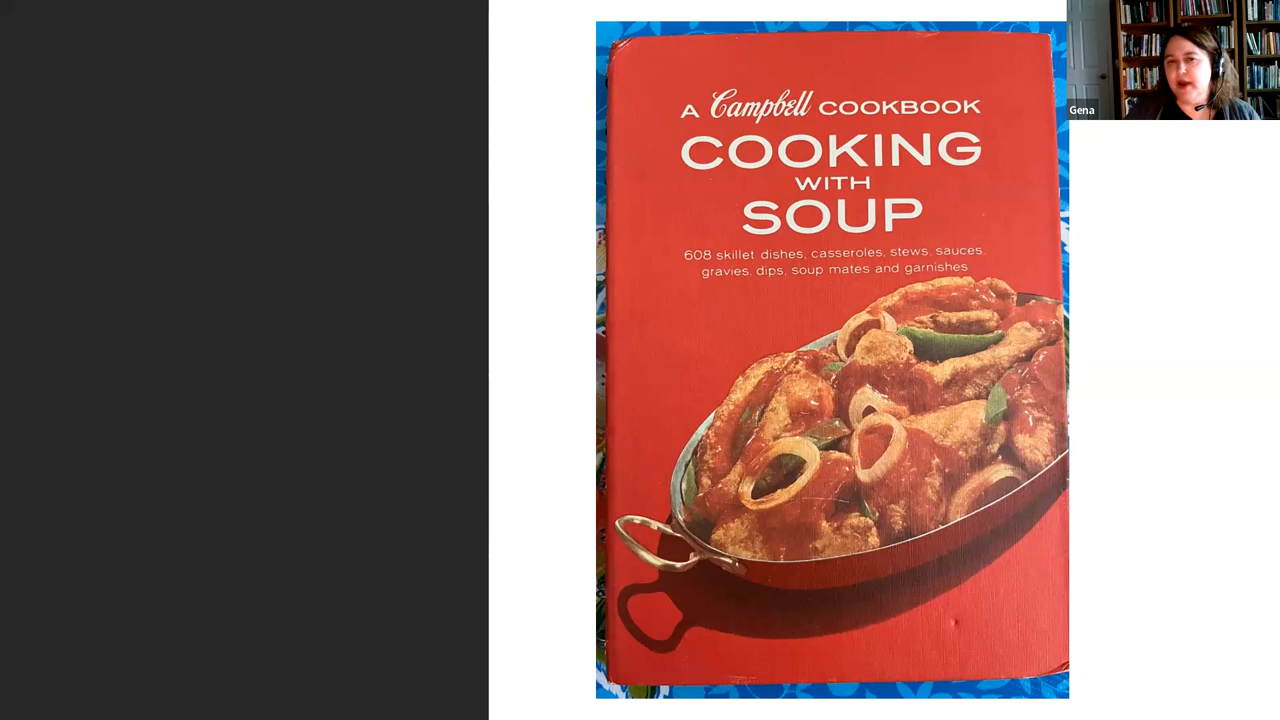 A Campbell COOKBOOK
COOKING
WITH
SOUP
608 skillet dishes, casseroles, stews, sauces,
gravies, dips, soup mates and garnishes
Gena